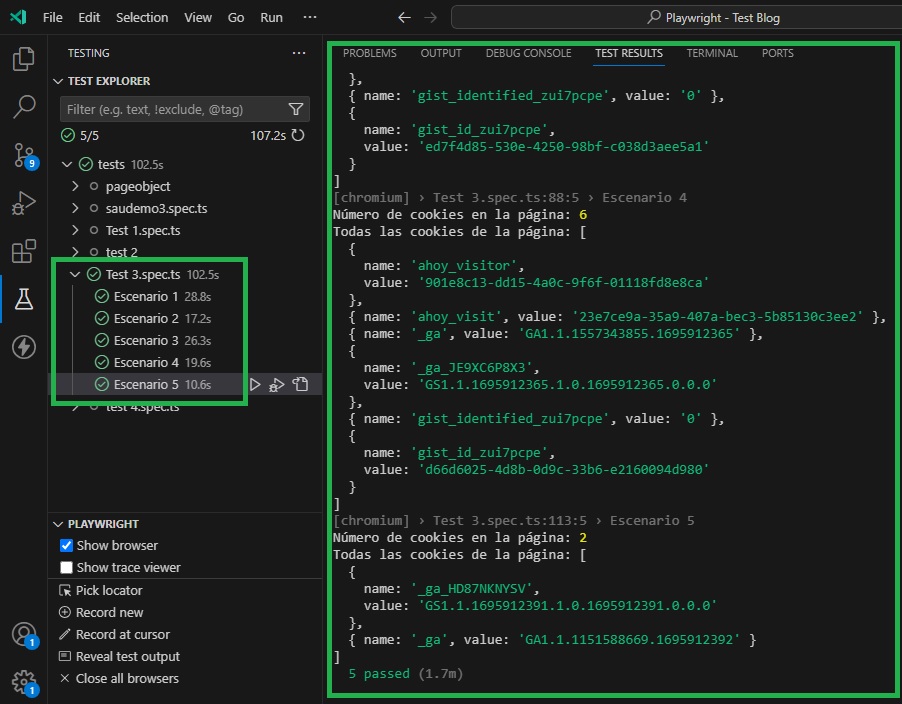 File Edit Selection View Go Run ··· ← → Playwright - Test Blog
TESTING ···
TEST EXPLORER
Filter (e.g. text, !exclude, @tag)
5/5 107.2s
tests 102.5s
pageobject
saudemo3.spec.ts
Test 1.spec.ts
test 2
Test 3.spec.ts 102.5s
Escenario 1 28.8s
Escenario 2 17.2s
Escenario 3 26.3s
Escenario 4 19.6s
Escenario 5 10.6s
test 4.spec.ts
9
PLAYWRIGHT
Show browser
Show trace viewer
Pick locator
Record new
Record at cursor
Reveal test output
Close all browsers
1
1
PROBLEMS OUTPUT DEBUG CONSOLE TEST RESULTS TERMINAL PORTS
},
{ name: 'gist_identified_zui7pcpe', value: '0' },
{
name: 'gist_id_zui7pcpe',
value: 'ed7f4d85-530e-4250-98bf-c038d3aee5a1'
}
]
[chromium] › Test 3.spec.ts:88:5 › Escenario 4
Número de cookies en la página: 6
Todas las cookies de la página: [
{
name: 'ahoy_visitor',
value: '901e8c13-dd15-4a0c-9f6f-01118fd8e8ca'
},
{ name: 'ahoy_visit', value: '23e7ce9a-35a9-407a-bec3-5b85130c3ee2' },
{ name: '_ga', value: 'GA1.1.1557343855.1695912365' },
{
name: '_ga_JE9XC6P8X3',
value: 'GS1.1.1695912365.1.0.1695912365.0.0.0'
},
{ name: 'gist_identified_zui7pcpe', value: '0' },
{
name: 'gist_id_zui7pcpe',
value: 'd66d6025-4d8b-0d9c-33b6-e2160094d980'
}
]
[chromium] › Test 3.spec.ts:113:5 › Escenario 5
Número de cookies en la página: 2
Todas las cookies de la página: [
{
name: '_ga_HD87NKNYSV',
value: 'GS1.1.1695912391.1.0.1695912391.0.0.0'
},
{ name: '_ga', value: 'GA1.1.1151588669.1695912392' }
]
5 passed (1.7m)